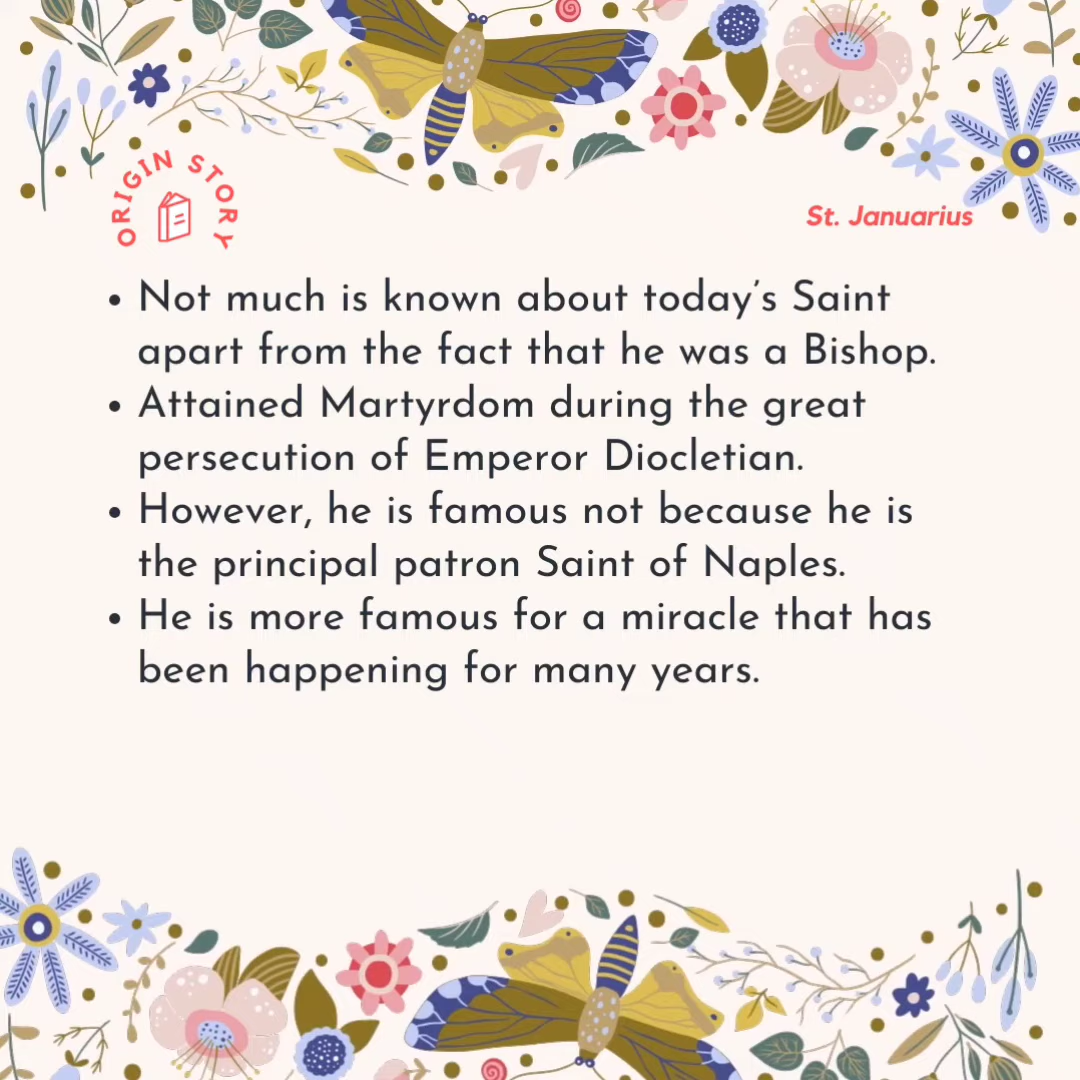 ORIGIN STORY
St. Januarius
• Not much is known about today's Saint
apart from the fact that he was a Bishop.
• Attained Martyrdom during the great
persecution of Emperor Diocletian.
• However, he is famous not because he is
the principal patron Saint of Naples.
• He is more famous for a miracle that has
been happening for many years.